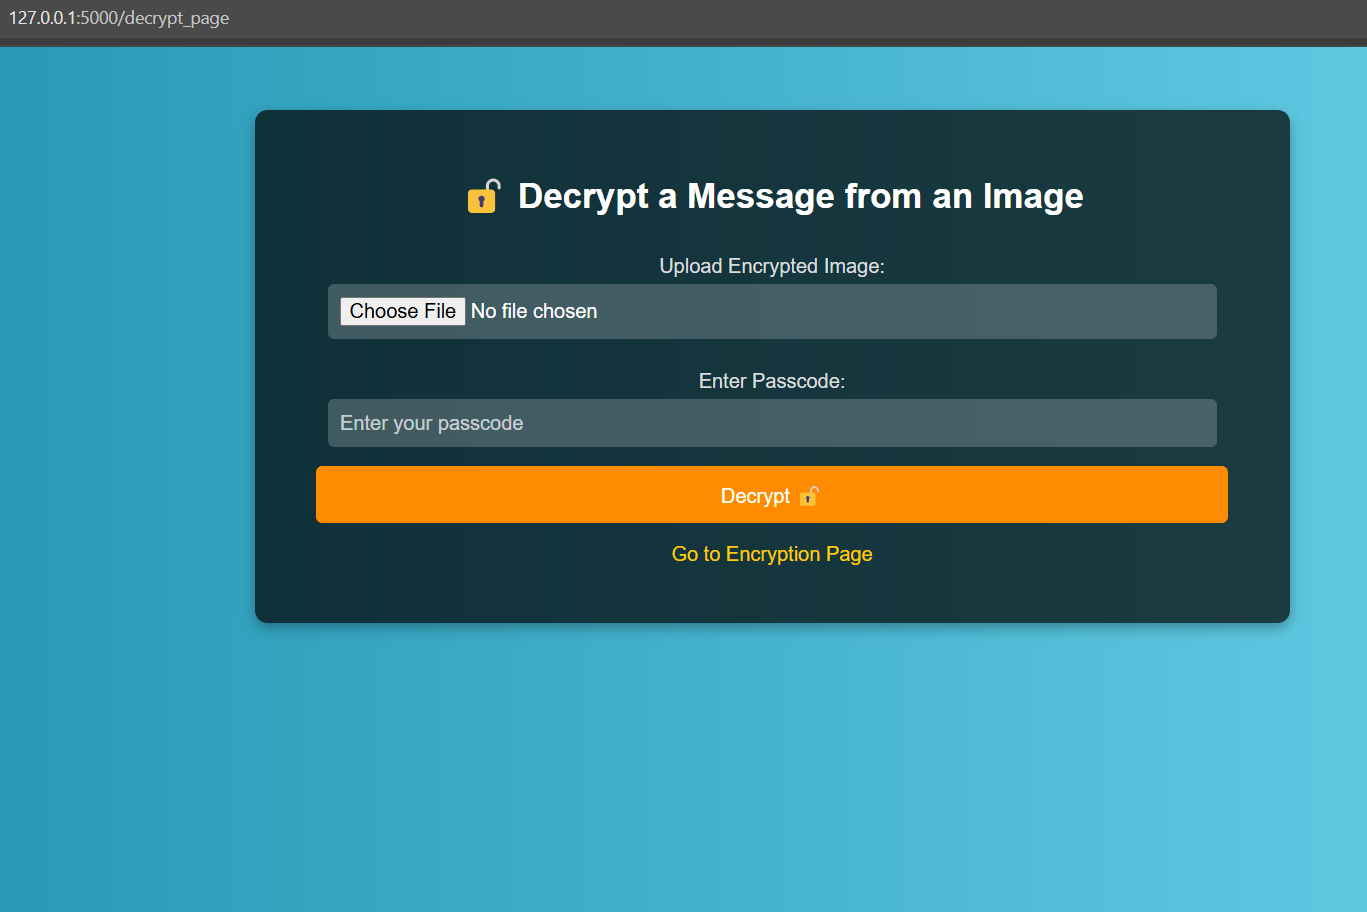 127.0.0.1:5000/decrypt_page
🔓 Decrypt a Message from an Image
Upload Encrypted Image:
Choose File No file chosen
Enter Passcode:
Enter your passcode
Decrypt 🔓
Go to Encryption Page